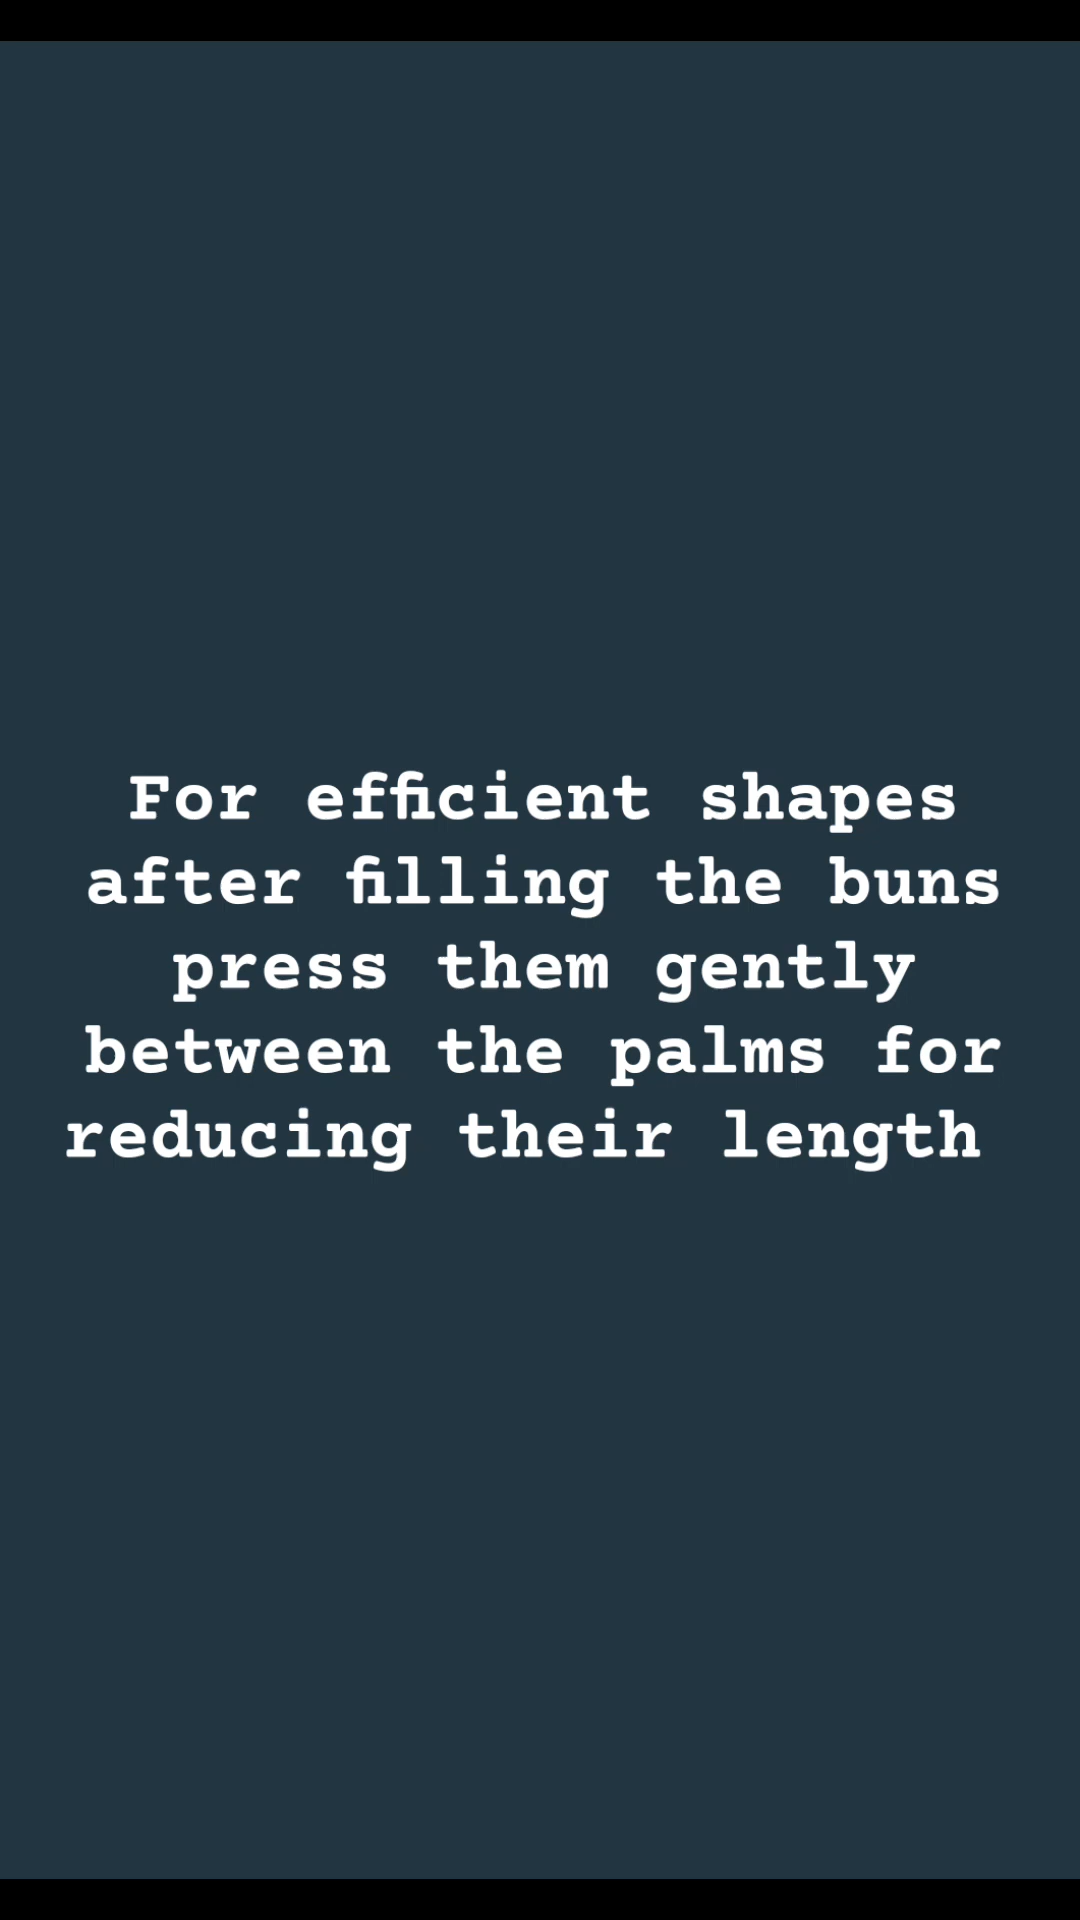 For efficient shapes
after filling the buns
press them gently
between the palms for
reducing their length